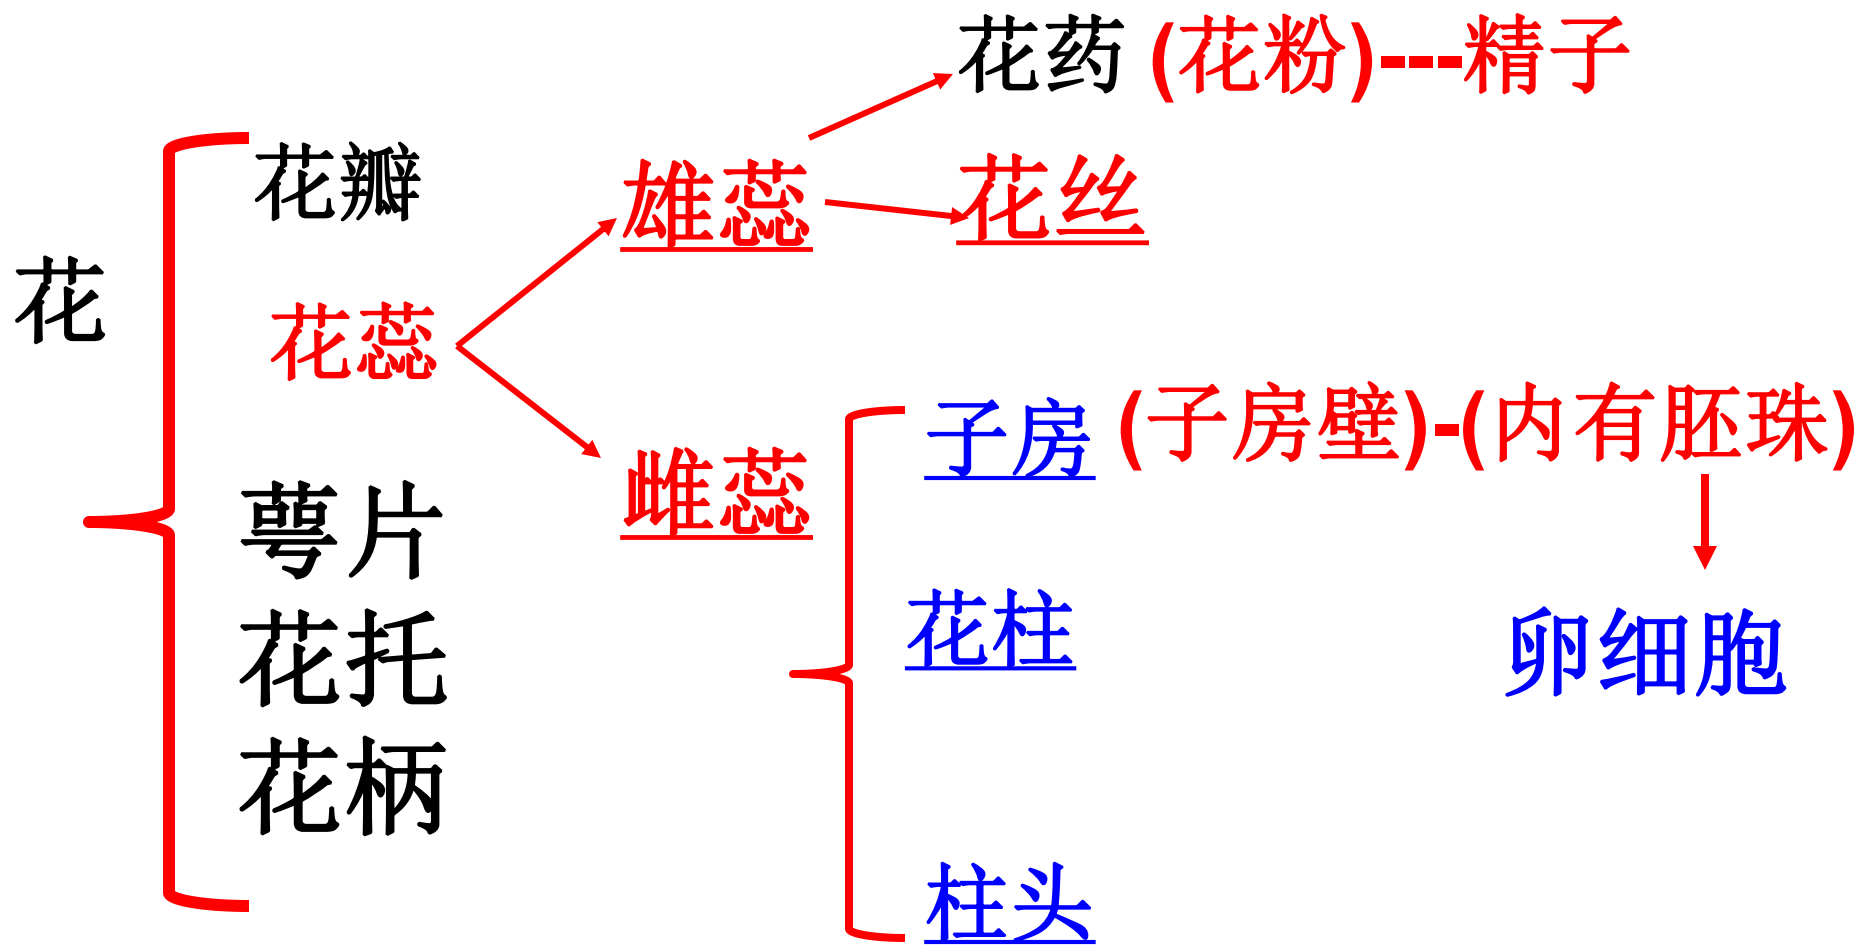 花药 (花粉)---精子
花瓣
雄蕊
花丝
花
花蕊
子房 (子房壁)-(内有胚珠)
雌蕊
萼片
花柱
卵细胞
花托
花柄
柱头